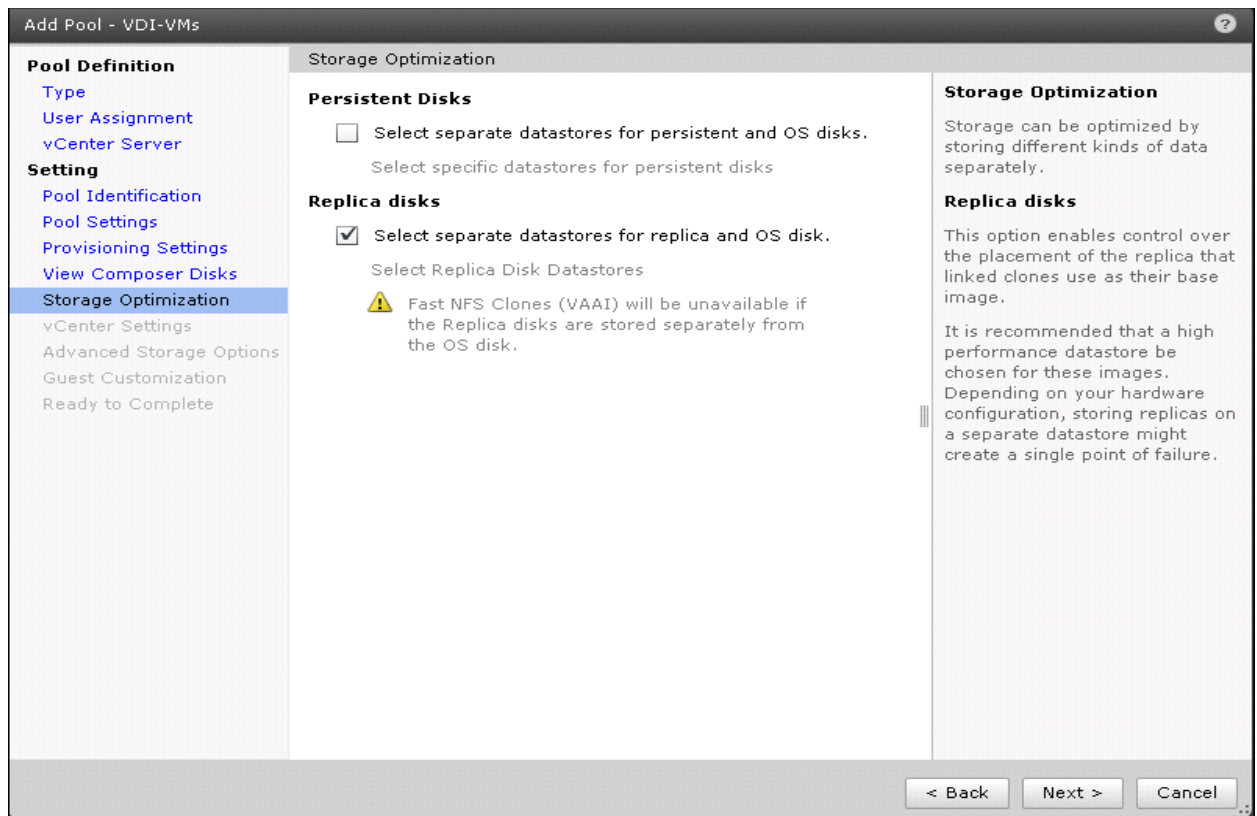 Add Pool - VDI-VMs
?
Pool Definition
Type
User Assignment
vCenter Server
Setting
Pool Identification
Pool Settings
Provisioning Settings
View Composer Disks
Storage Optimization
vCenter Settings
Advanced Storage Options
Guest Customization
Ready to Complete
Storage Optimization
Persistent Disks
Select separate datastores for persistent and OS disks.
Select specific datastores for persistent disks
Replica disks
Select separate datastores for replica and OS disk.
Select Replica Disk Datastores
Fast NFS Clones (VAAI) will be unavailable if
the Replica disks are stored separately from
the OS disk.
Storage Optimization
Storage can be optimized by
storing different kinds of data
separately.
Replica disks
This option enables control over
the placement of the replica that
linked clones use as their base
image.
It is recommended that a high
performance datastore be
chosen for these images.
Depending on your hardware
configuration, storing replicas on
a separate datastore might
create a single point of failure.
< Back
Next >
Cancel